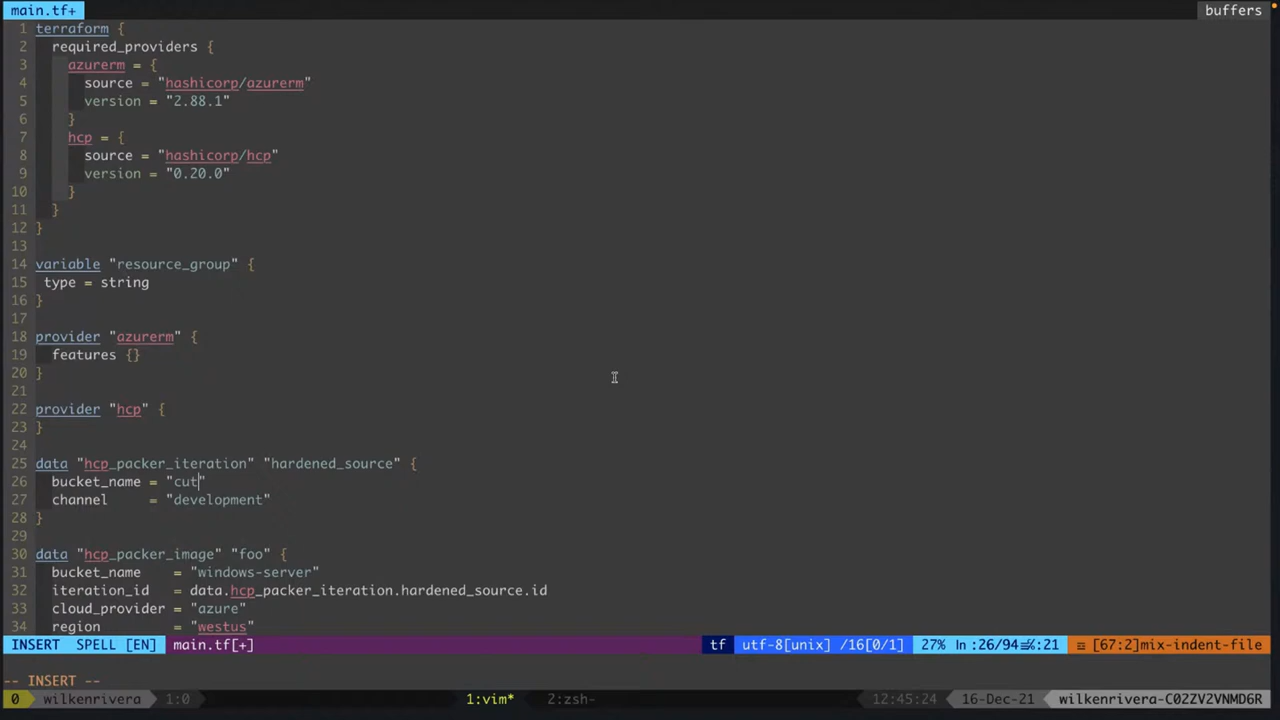 main.tf+ buffers
1 terraform {
2   required_providers {
3     azurerm = {
4       source = "hashicorp/azurerm"
5       version = "2.88.1"
6     }
7     hcp = {
8       source = "hashicorp/hcp"
9       version = "0.20.0"
10     }
11   }
12 }
13
14 variable "resource_group" {
15  type = string
16 }
17
18 provider "azurerm" {
19   features {}
20 }
21
22 provider "hcp" {
23 }
24
25 data "hcp_packer_iteration" "hardened_source" {
26   bucket_name = "cut"
27   channel     = "development"
28 }
29
30 data "hcp_packer_image" "foo" {
31   bucket_name    = "windows-server"
32   iteration_id   = data.hcp_packer_iteration.hardened_source.id
33   cloud_provider = "azure"
34   region         = "westus"
INSERT SPELL [EN] main.tf[+] tf utf-8[unix] /16[0/1] 27% ln :26/94 :21 [67:2]mix-indent-file
-- INSERT --
0 wilkenrivera 1:0 1:vim* 2:zsh- 12:45:24 16-Dec-21 wilkenrivera-C02ZV2VNMD6R